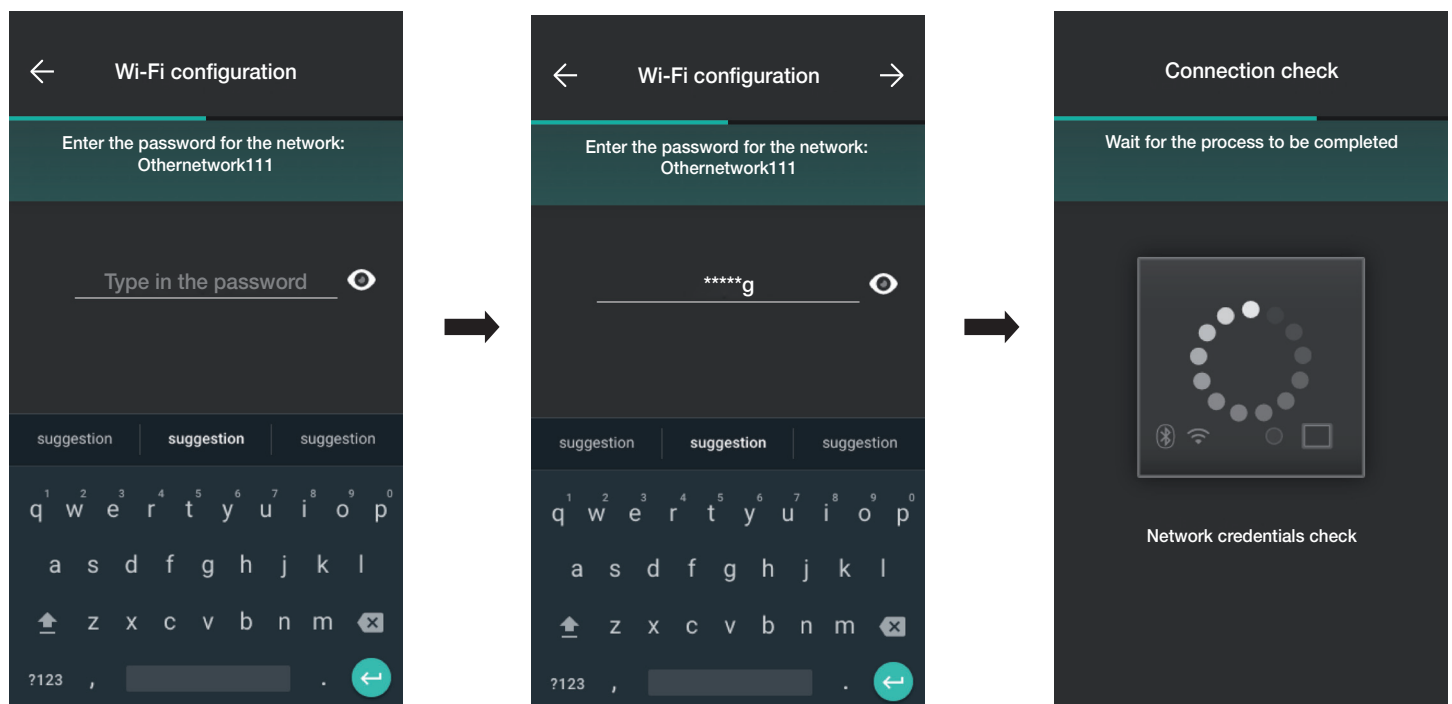 Wi-Fi configuration
Enter the password for the network:
Othernetwork111
Type in the password
suggestion suggestion suggestion
1 2 3 4 5 6 7 8 9 0
q w e r t y u i o p
a s d f g h j k l
z x c v b n m
?123 , .
Wi-Fi configuration
Enter the password for the network:
Othernetwork111
*****g
suggestion suggestion suggestion
1 2 3 4 5 6 7 8 9 0
q w e r t y u i o p
a s d f g h j k l
z x c v b n m
?123 , .
Connection check
Wait for the process to be completed
Network credentials check